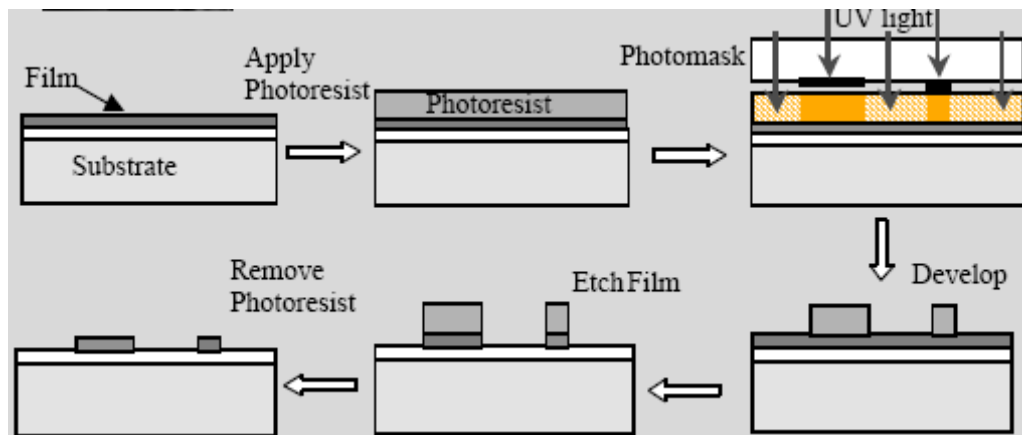 Film
Apply
Photoresist
Photoresist
Photomask
UV light
Substrate
Develop
Etch Film
Remove
Photoresist